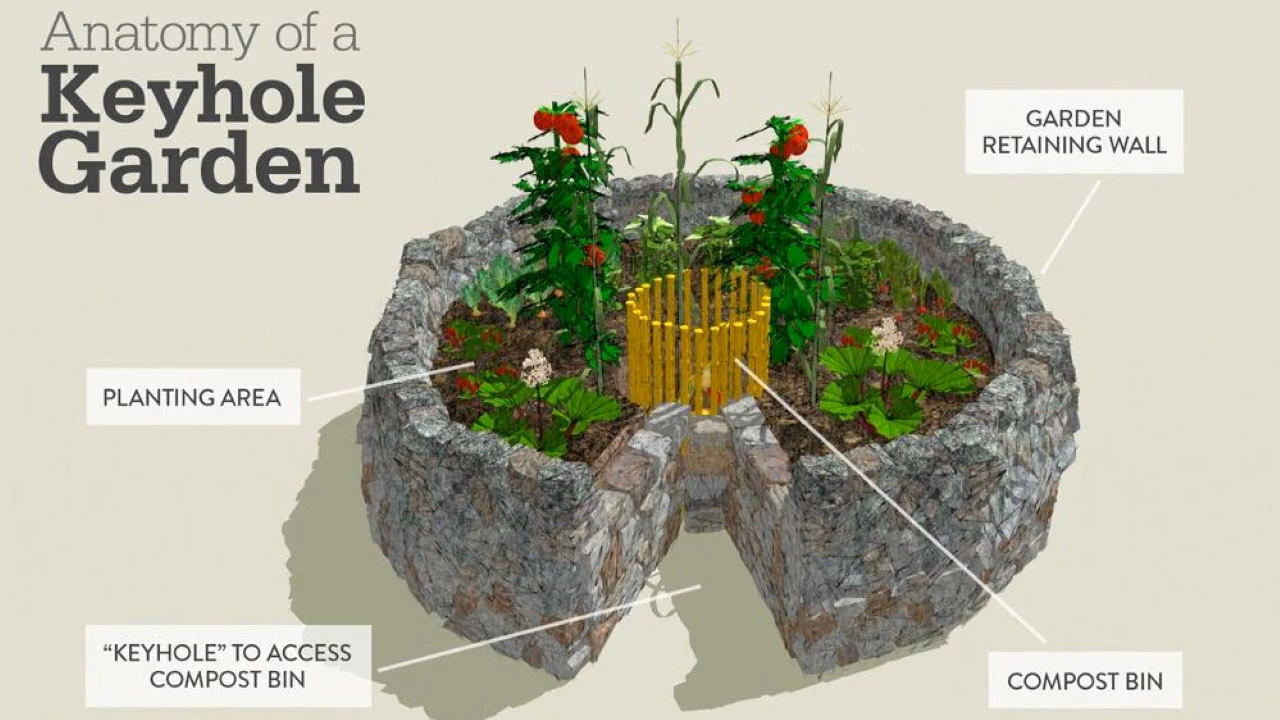 Anatomy of a
Keyhole
Garden
GARDEN
RETAINING WALL
PLANTING AREA
“KEYHOLE” TO ACCESS
COMPOST BIN
COMPOST BIN